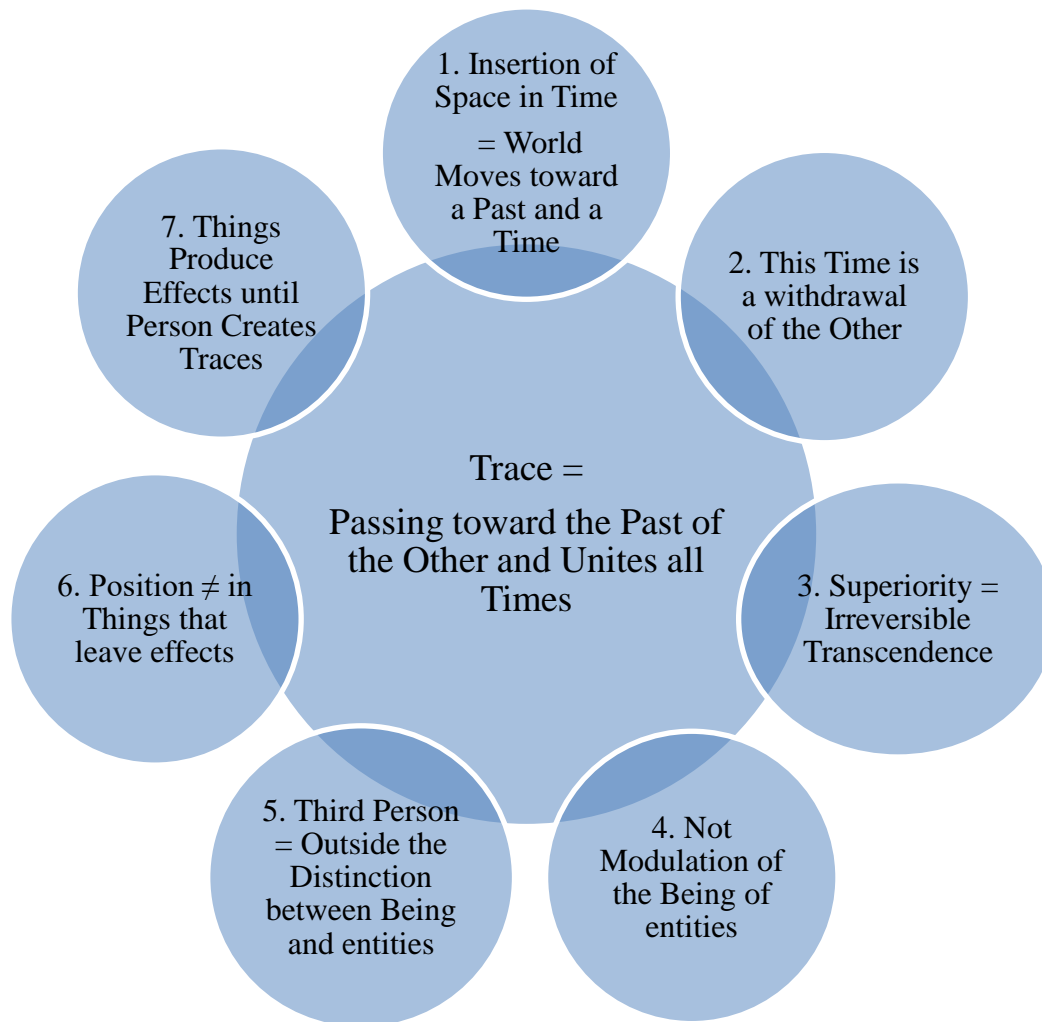 1. Insertion of
Space in Time
= World
Moves toward
a Past and a
Time
2. This Time is
a withdrawal
of the Other
3. Superiority =
Irreversible
Transcendence
4. Not
Modulation of
the Being of
entities
5. Third Person
= Outside the
Distinction
between Being
and entities
6. Position ≠ in
Things that
leave effects
7. Things
Produce
Effects until
Person Creates
Traces
Trace =
Passing toward the Past of
the Other and Unites all
Times